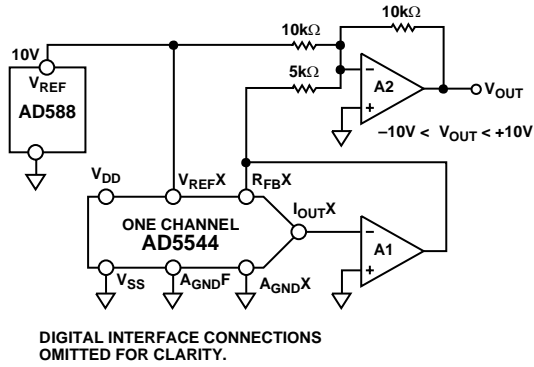 10kΩ
10kΩ
10V
5kΩ
VREF
AD588
−
A2
+
VOUT
−10V < VOUT < +10V
VDD
VREFX
RFBX
ONE CHANNEL
AD5544
IOUTX
−
A1
+
VSS
AGNDF
AGNDX
DIGITAL INTERFACE CONNECTIONS
OMITTED FOR CLARITY.